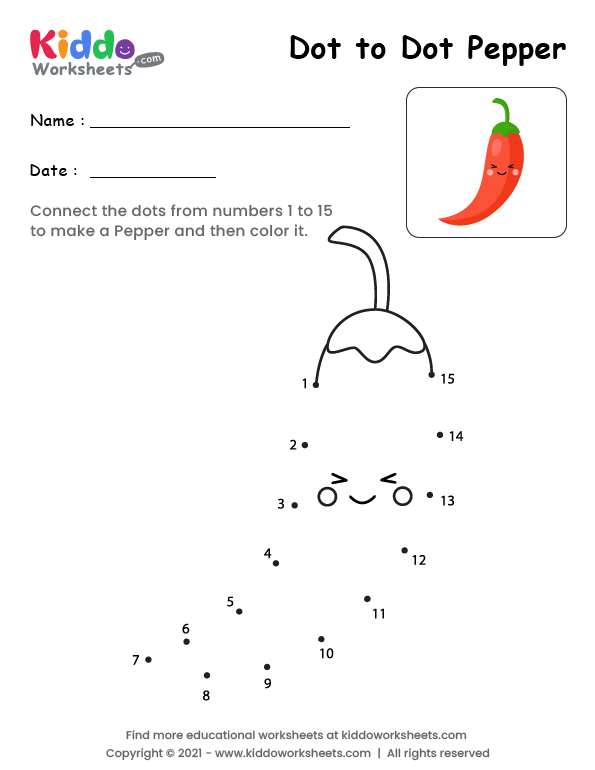 Kiddo
Worksheets
.com
Dot to Dot Pepper
Name :
Date :
Connect the dots from numbers 1 to 15
to make a Pepper and then color it.
1
15
2
14
3
13
4
12
5
11
6
10
7
9
8
Find more educational worksheets at kiddoworksheets.com
Copyright © 2021 - www.kiddoworksheets.com | All rights reserved